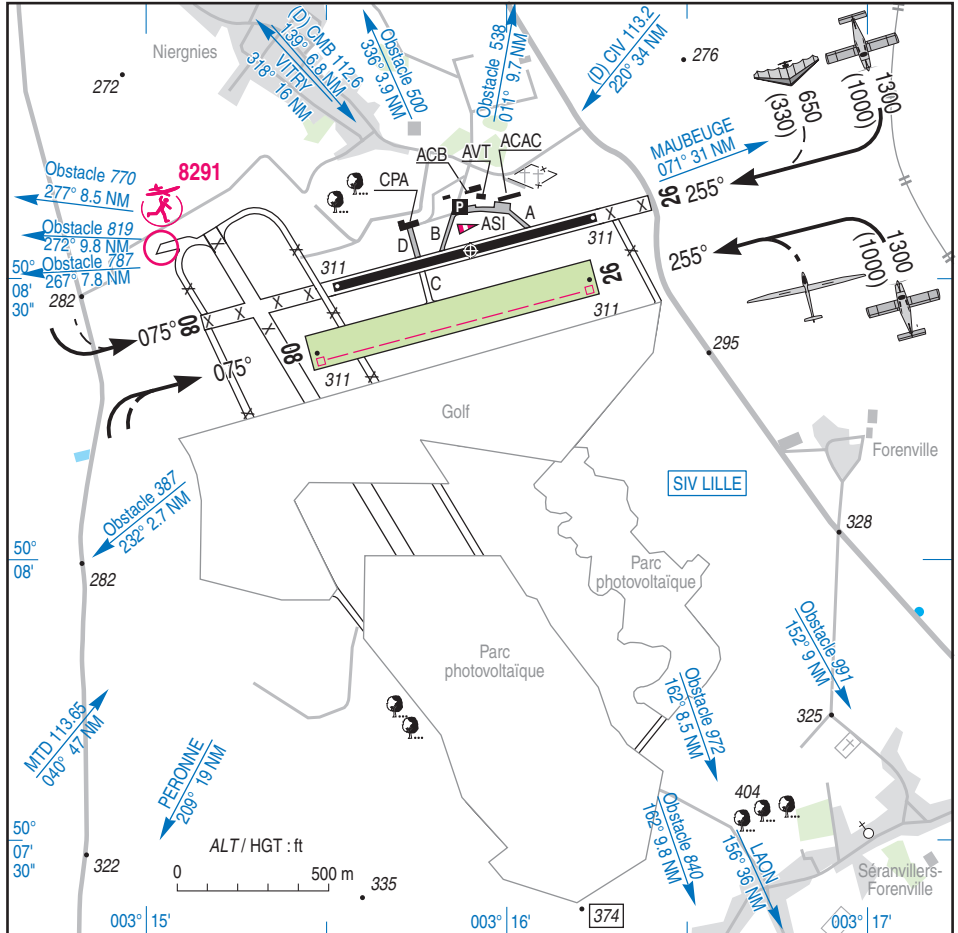 Niergnies
272
(D) CMB 112.6
139° 6.8 NM
VITRY
318° 16 NM
Obstacle 500
336° 3.9 NM
Obstacle 538
011° 9.7 NM
(D) CIV 113.2
220° 34 NM
276
650
(330)
1300
(1000)
MAUBEUGE
071° 31 NM
255°
26
Obstacle 770
277° 8.5 NM
8291
Obstacle 819
272° 9.8 NM
Obstacle 787
267° 7.8 NM
ACB
AVT
ACAC
CPA
P
ASI
A
B
D
C
311
311
50°
08'
30"
282
075°
08
08
26
311
311
075°
255°
1300
(1000)
295
Golf
Forenville
SIV LILLE
Obstacle 387
232° 2.7 NM
328
50°
08'
282
Parc
photovoltaïque
Parc
photovoltaïque
Obstacle 991
152° 9 NM
Obstacle 972
162° 8.5 NM
325
MTD 113.65
040° 47 NM
PERONNE
209° 19 NM
404
Obstacle 840
162° 9.8 NM
LAON
156° 36 NM
50°
07'
30"
322
ALT / HGT : ft
0 500 m
335
374
Séranvillers-
Forenville
003° 15'
003° 16'
003° 17'